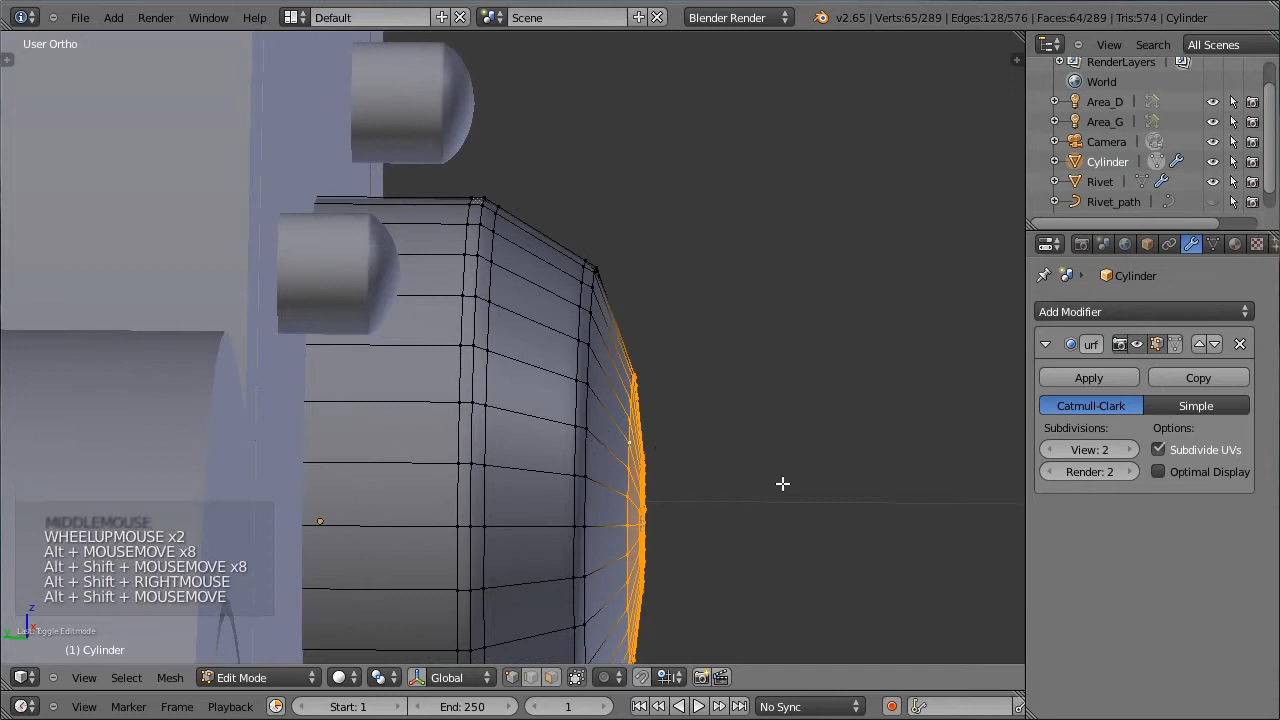 File Add Render Window Help Default Scene Blender Render v2.65 | Verts:65/289 | Edges:128/576 | Faces:64/289 | Tris:574 | Cylinder
User Ortho
View Search All Scenes
RenderLayers |
World
Area_D |
Area_G |
Camera |
Cylinder |
Rivet |
Rivet_path |
Cylinder
Add Modifier
urf
Apply Copy
Catmull-Clark Simple
Subdivisions: Options:
View: 2 Subdivide UVs
Render: 2 Optimal Display
MIDDLEMOUSE
WHEELUPMOUSE x2
Alt + MOUSEMOVE x8
Alt + Shift + MOUSEMOVE x8
Alt + Shift + RIGHTMOUSE
Alt + Shift + MOUSEMOVE
z
x
y
Last: Toggle Editmode
(1) Cylinder
View Select Mesh Edit Mode Global
View Marker Frame Playback Start: 1 End: 250 1 No Sync